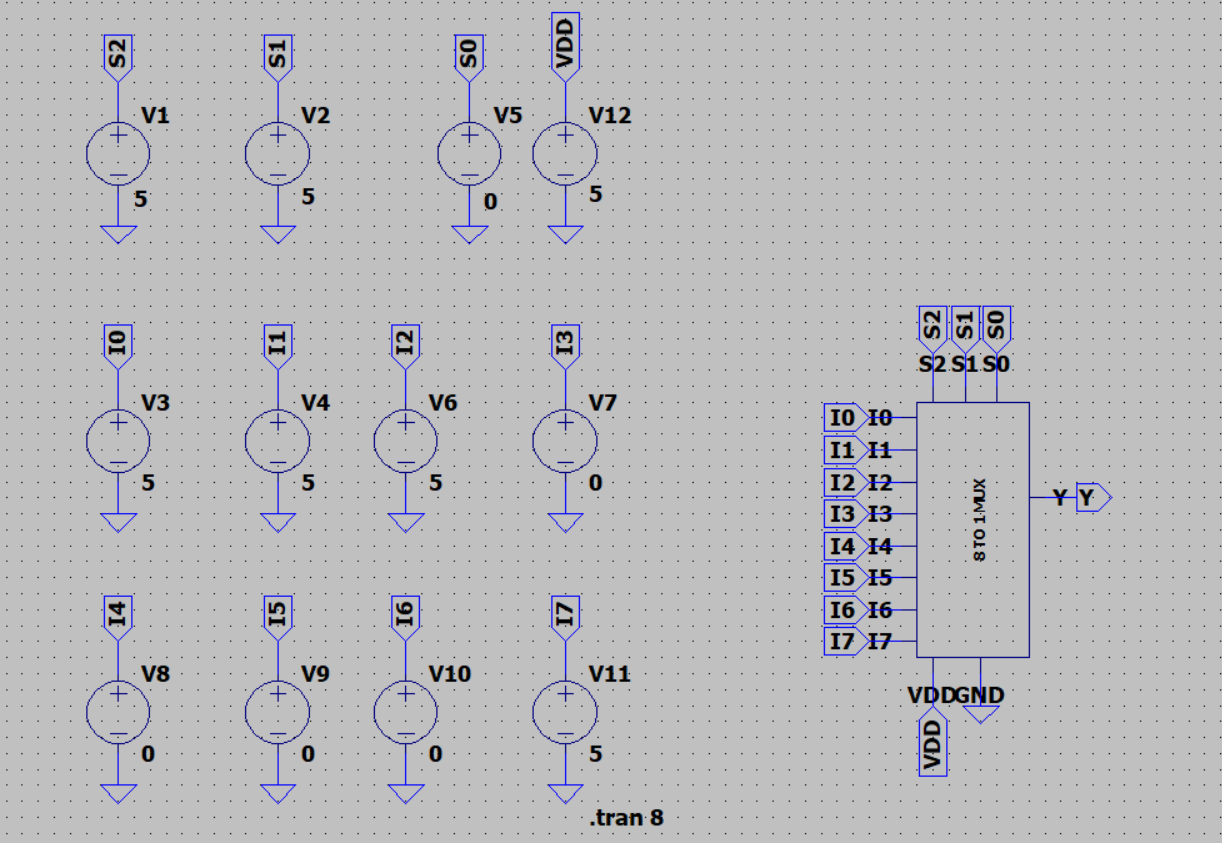 S2 S1 S0 VDD
V1 V2 V5 V12
5 5 0 5
I0 I1 I2 I3
V3 V4 V6 V7
5 5 5 0
I4 I5 I6 I7
V8 V9 V10 V11
0 0 0 5
.tran 8
S2 S1 S0
S2 S1 S0
I0 I0
I1 I1
I2 I2
I3 I3
I4 I4
I5 I5
I6 I6
I7 I7
8 TO 1 MUX
Y Y
VDD GND
VDD